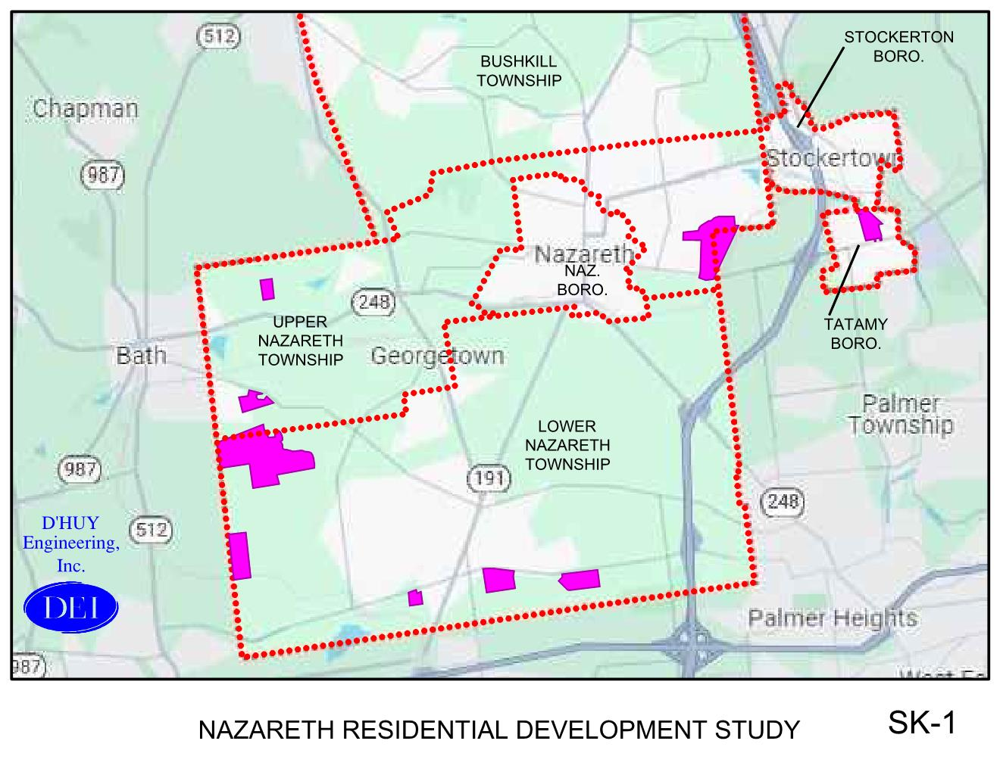 512
BUSHKILL
TOWNSHIP
STOCKERTON
BORO.
Chapman
987
Stockertown
Nazareth
NAZ.
BORO.
248
UPPER
NAZARETH
TOWNSHIP
TATAMY
BORO.
Bath
Georgetown
Palmer
Township
LOWER
NAZARETH
TOWNSHIP
987
191
248
512
D'HUY
Engineering,
Inc.
DEI
Palmer Heights
987
NAZARETH RESIDENTIAL DEVELOPMENT STUDY
SK-1